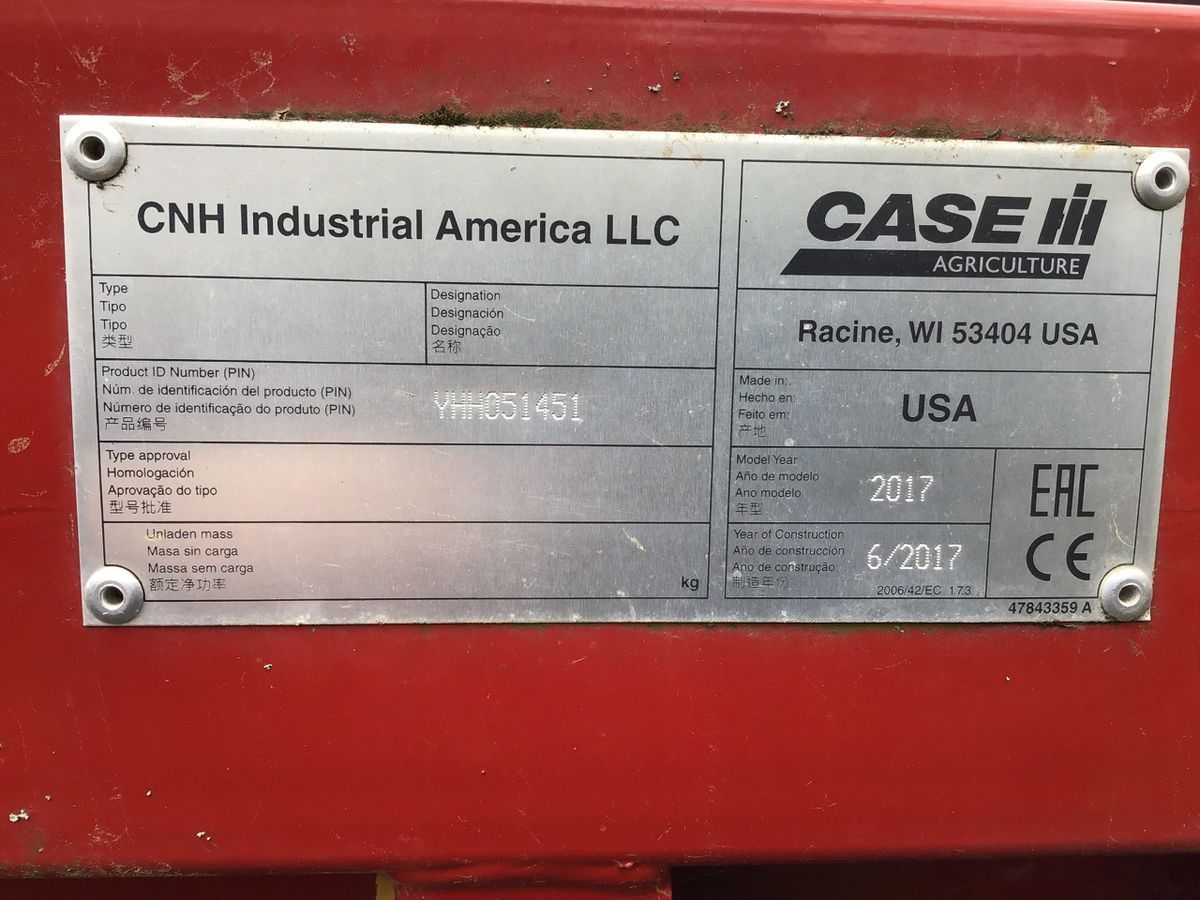 CNH Industrial America LLC
CASE IH
AGRICULTURE
Type
Tipo
Tipo
类型
Designation
Designación
Designação
名称
Racine, WI 53404 USA
Product ID Number (PIN)
Núm. de identificación del producto (PIN)
Número de identificação do produto (PIN)
产品编号
YHH051451
Made in:
Hecho en:
Feito em:
产地
USA
Type approval
Homologación
Aprovação do tipo
型号批准
Model Year
Año de modelo
Ano modelo
年型
2017
EAC
CE
Unladen mass
Masa sin carga
Massa sem carga
额定净功率
kg
Year of Construction
Año de construcción
Ano de construção
制造年份
6/2017
2006/42/EC 1.7.3
47843359 A